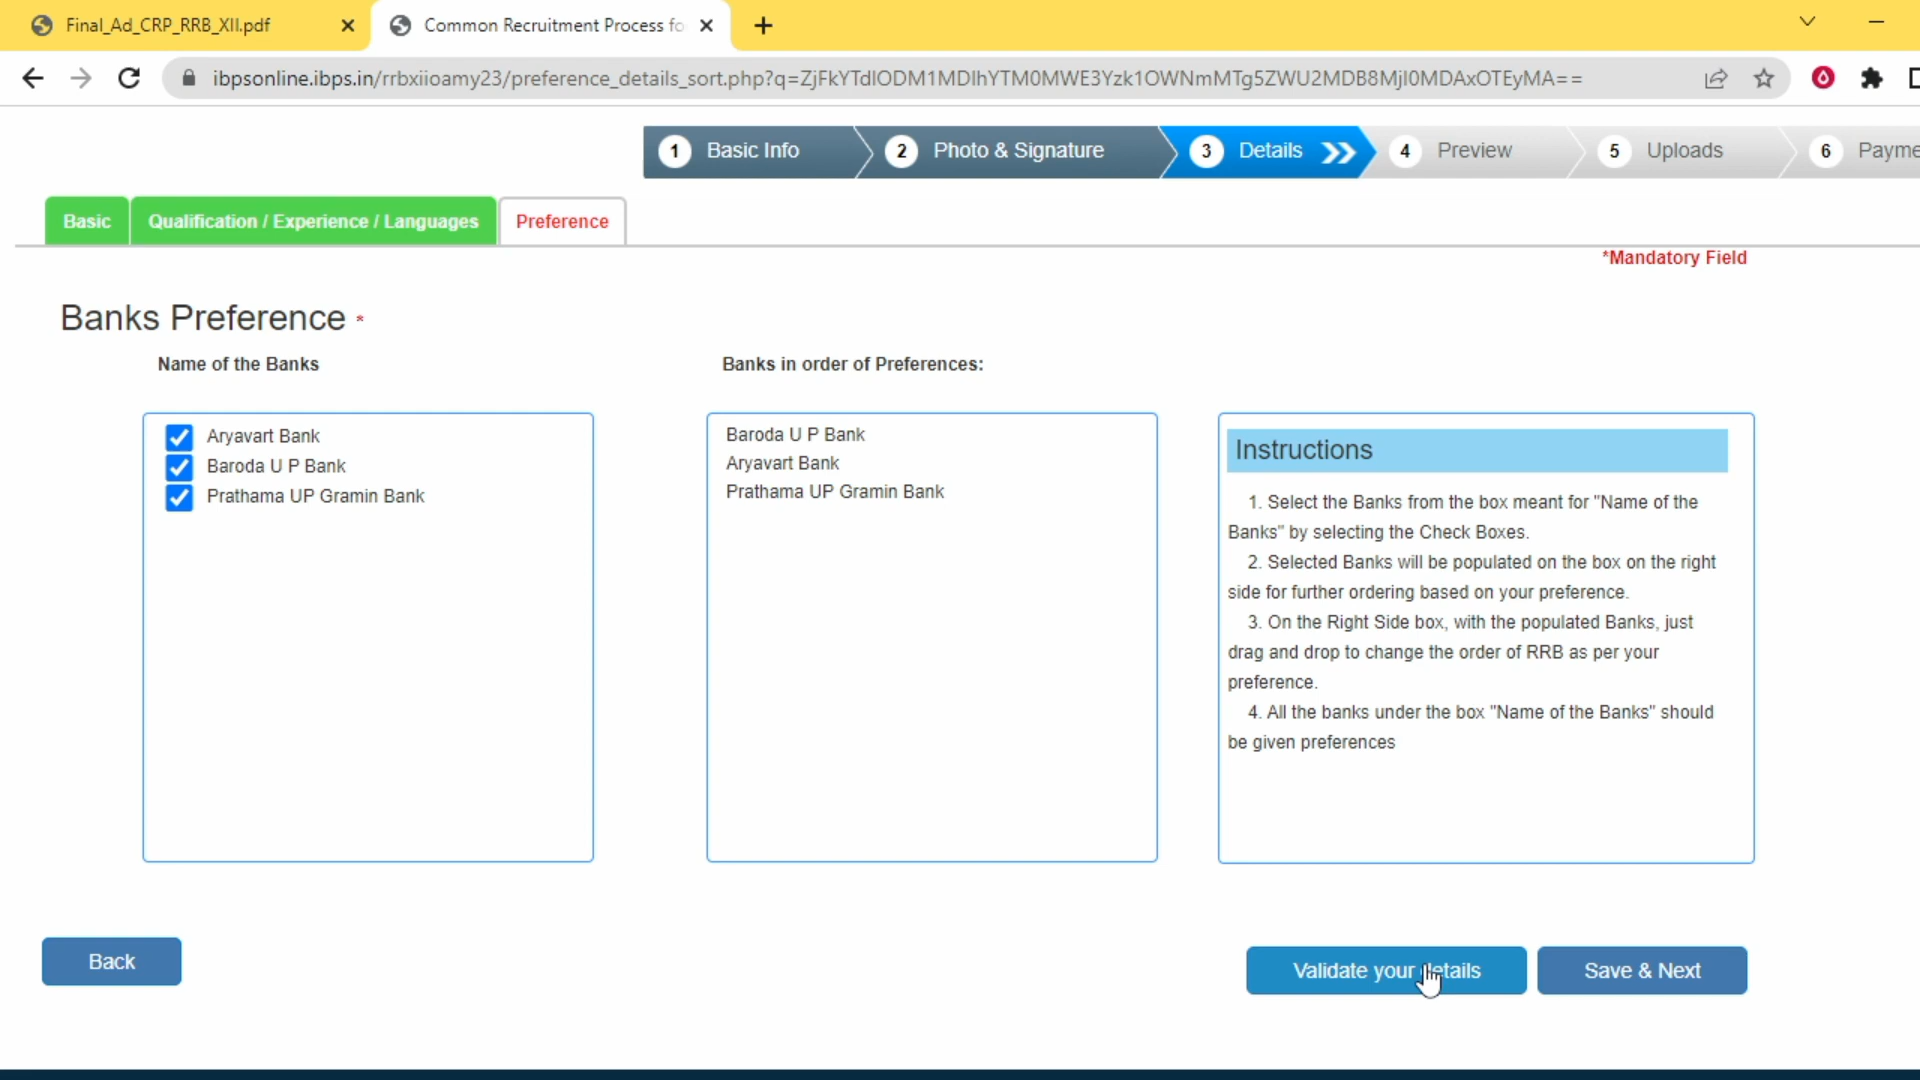 Final_Ad_CRP_RRB_XII.pdf
Common Recruitment Process fo
ibpsonline.ibps.in/rrbxiioamy23/preference_details_sort.php?q=ZjFkYTdlODM1MDlhYTM0MWE3Yzk1OWNmMTg5ZWU2MDB8MjI0MDAxOTEyMA==
1 Basic Info 2 Photo & Signature 3 Details 4 Preview 5 Uploads 6 Payme
Basic Qualification / Experience / Languages Preference
*Mandatory Field
Banks Preference *
Name of the Banks
Aryavart Bank
Baroda U P Bank
Prathama UP Gramin Bank
Banks in order of Preferences:
Baroda U P Bank
Aryavart Bank
Prathama UP Gramin Bank
Instructions
1. Select the Banks from the box meant for "Name of the
Banks" by selecting the Check Boxes.
2. Selected Banks will be populated on the box on the right
side for further ordering based on your preference.
3. On the Right Side box, with the populated Banks, just
drag and drop to change the order of RRB as per your
preference.
4. All the banks under the box "Name of the Banks" should
be given preferences
Back
Validate your details
Save & Next